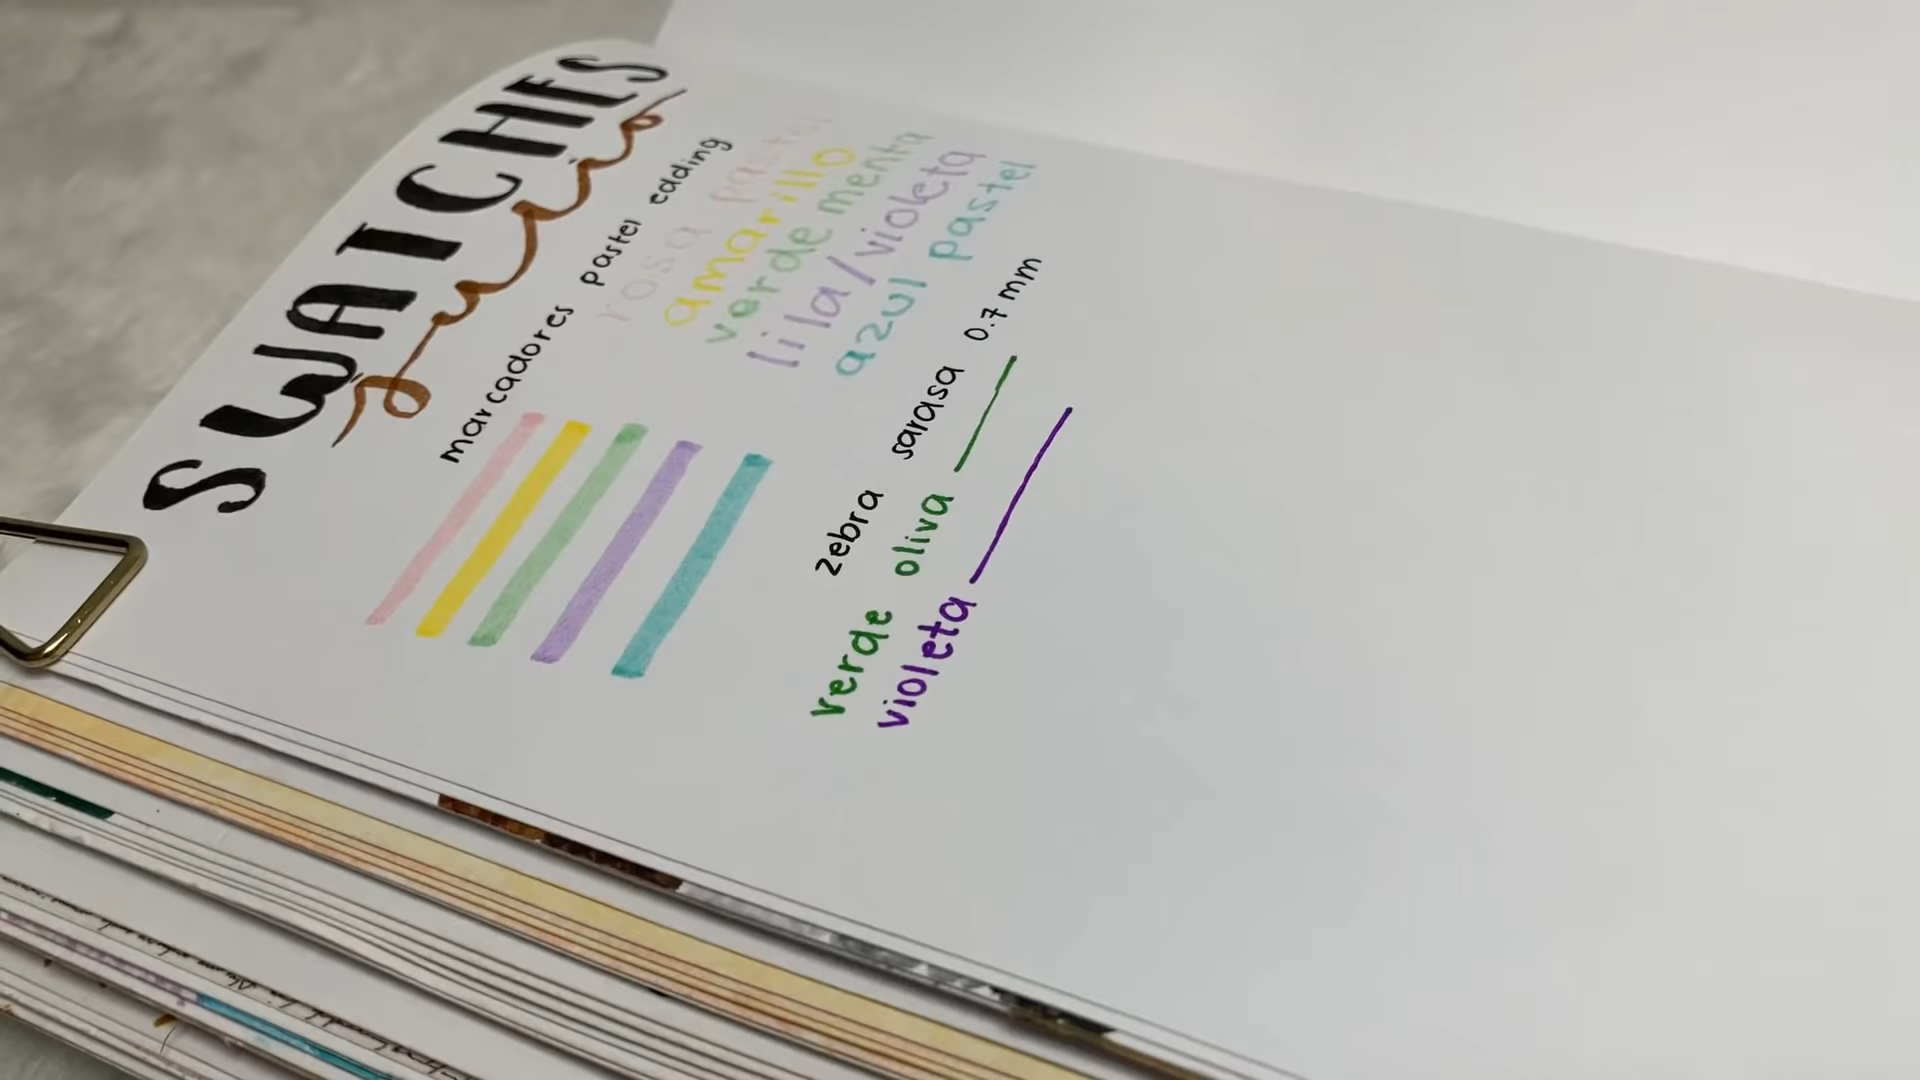 SWATCHES
junio
marcadores pastel edding
rosa pastel
amarillo
verde menta
lila/violeta
azul pastel
zebra sarasa 0.7 mm
verde oliva
violeta